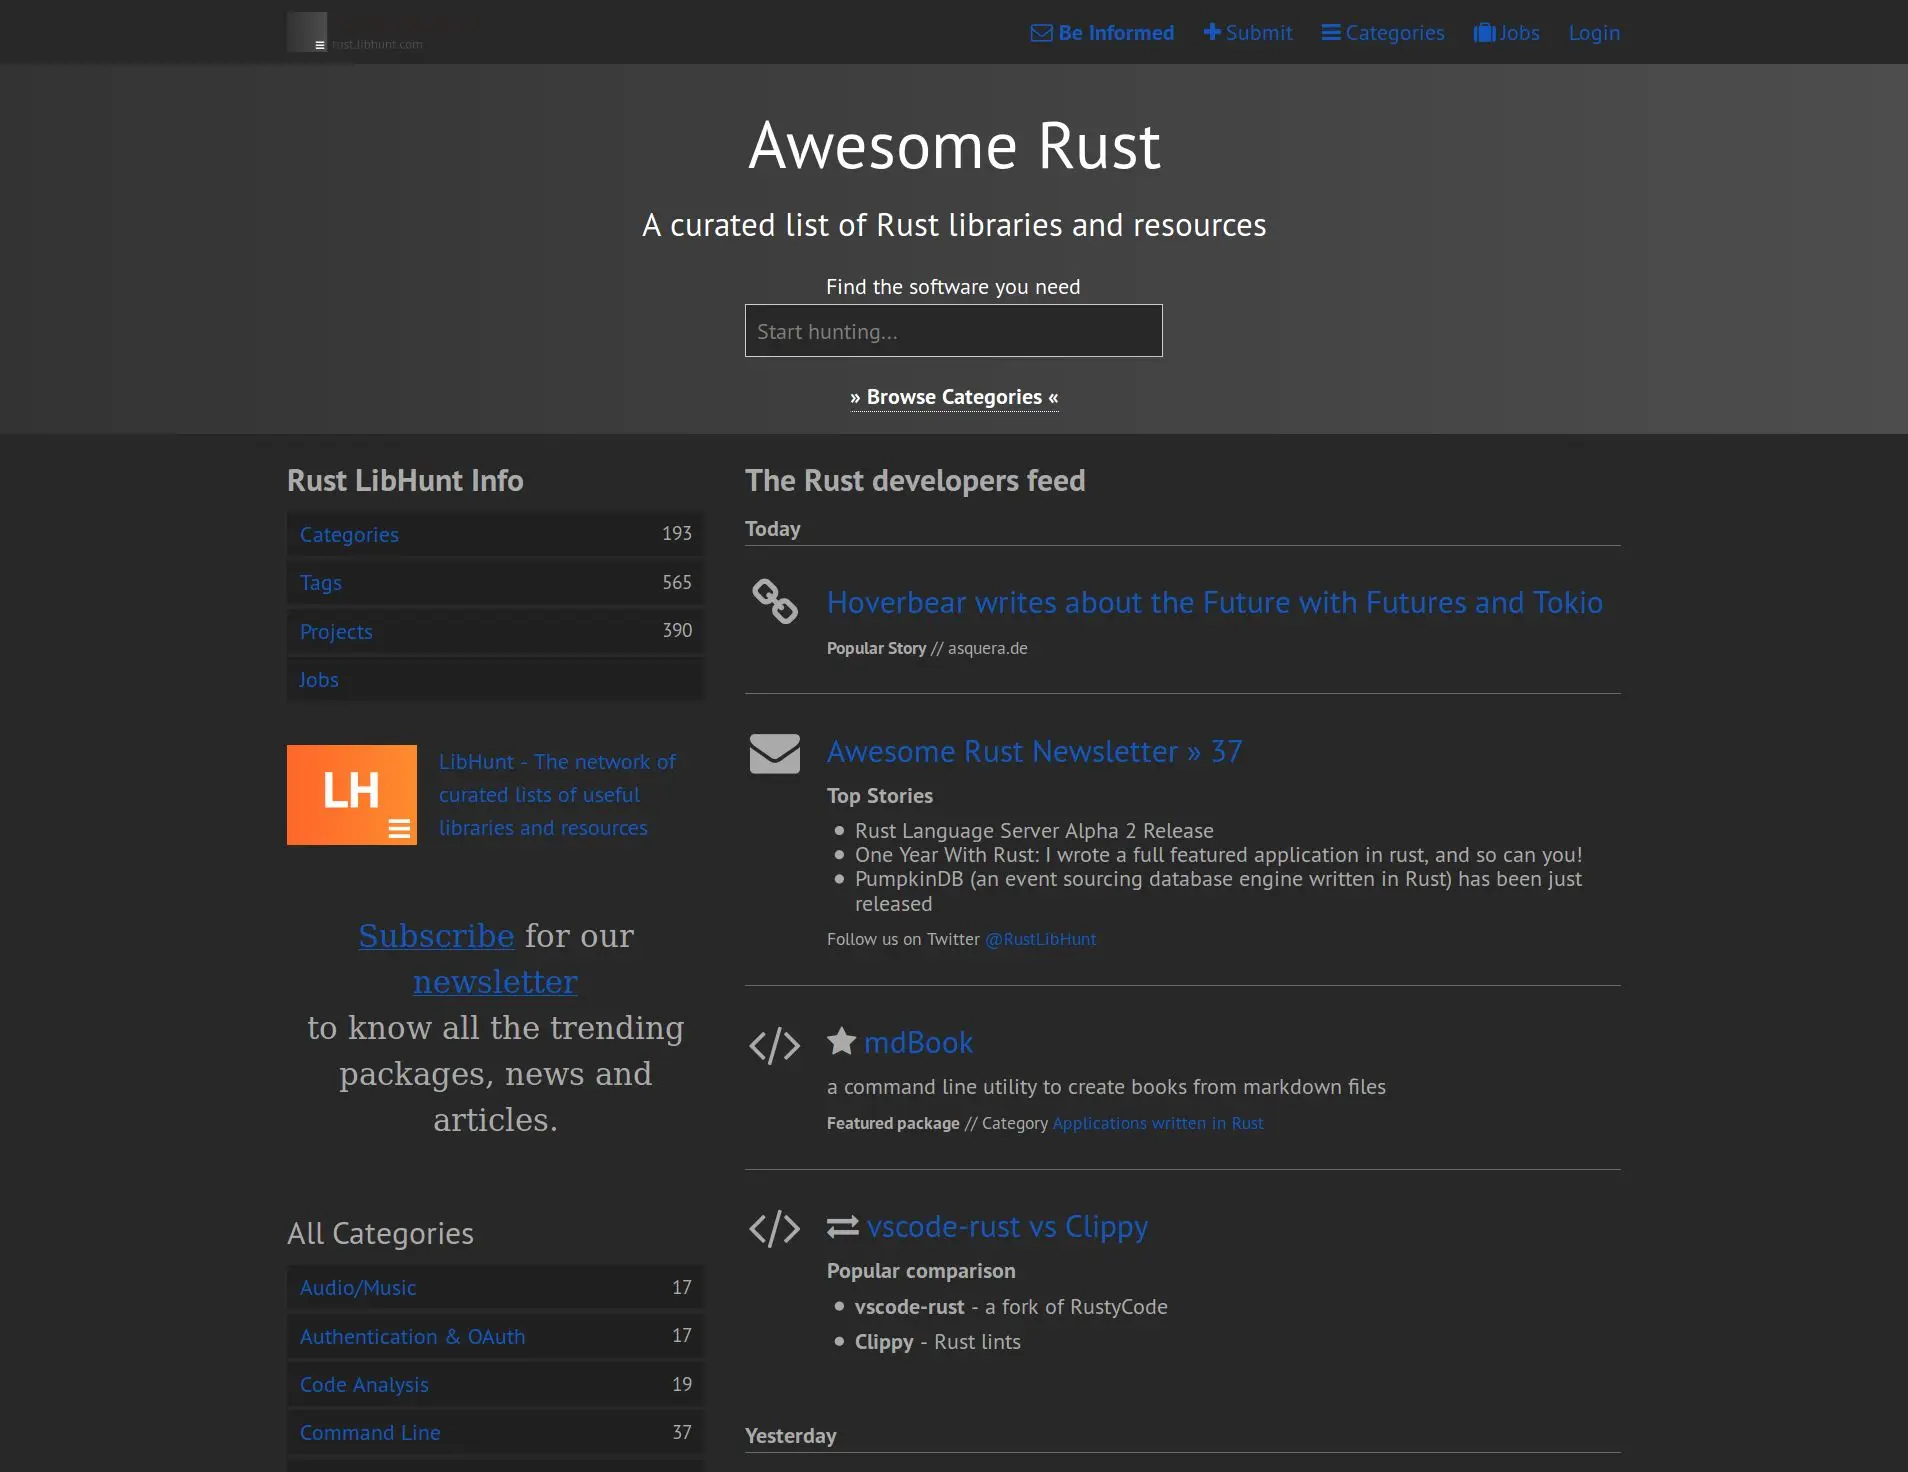 rust.libhunt.com
Be Informed
Submit
Categories
Jobs
Login
Awesome Rust
A curated list of Rust libraries and resources
Find the software you need
Start hunting...
» Browse Categories «
Rust LibHunt Info
Categories 193
Tags 565
Projects 390
Jobs
LH
LibHunt - The network of
curated lists of useful
libraries and resources
Subscribe for our
newsletter
to know all the trending
packages, news and
articles.
All Categories
Audio/Music 17
Authentication & OAuth 17
Code Analysis 19
Command Line 37
The Rust developers feed
Today
Hoverbear writes about the Future with Futures and Tokio
Popular Story // asquera.de
Awesome Rust Newsletter » 37
Top Stories
Rust Language Server Alpha 2 Release
One Year With Rust: I wrote a full featured application in rust, and so can you!
PumpkinDB (an event sourcing database engine written in Rust) has been just
released
Follow us on Twitter @RustLibHunt
mdBook
a command line utility to create books from markdown files
Featured package // Category Applications written in Rust
vscode-rust vs Clippy
Popular comparison
vscode-rust - a fork of RustyCode
Clippy - Rust lints
Yesterday